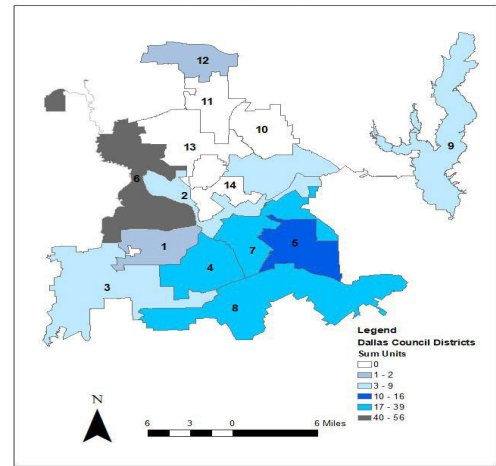 12
11
10
13
9
6
2
14
1
5
7
4
3
8
Legend
Dallas Council Districts
Sum Units
0
1 - 2
3 - 9
10 - 16
17 - 39
40 - 56
N
6 3 0 6 Miles